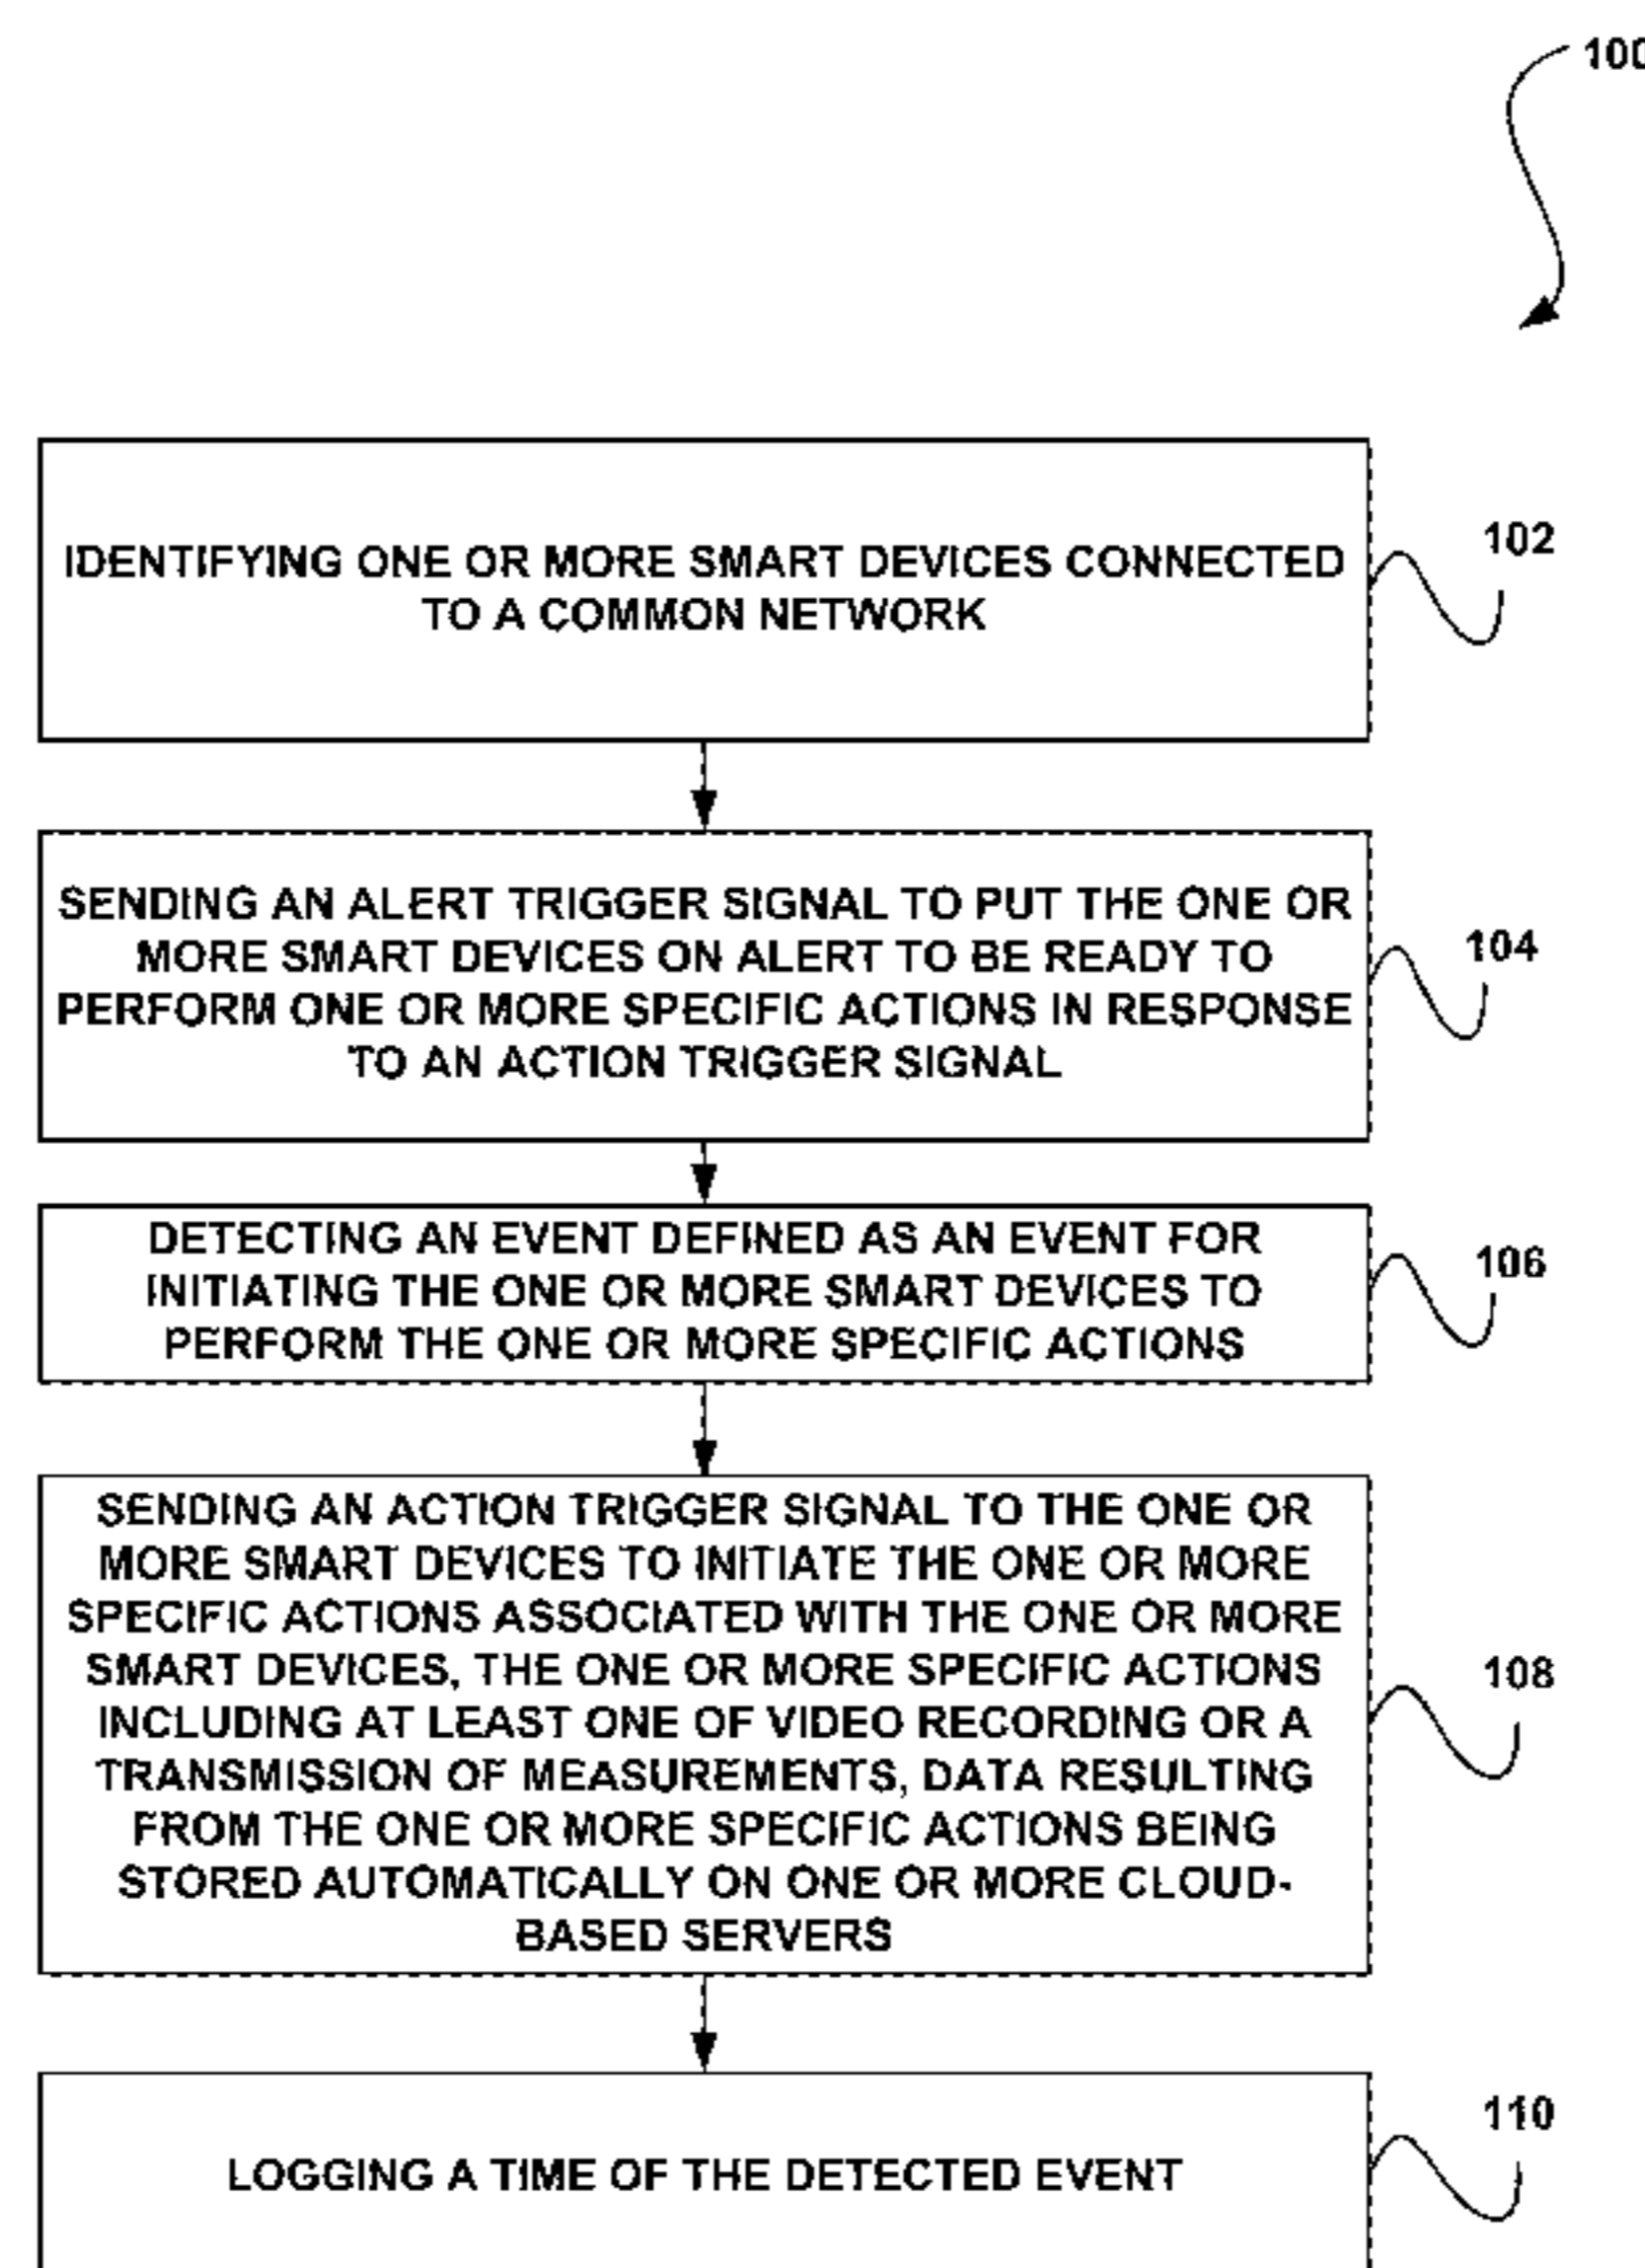 100
IDENTIFYING ONE OR MORE SMART DEVICES CONNECTED
TO A COMMON NETWORK
102
SENDING AN ALERT TRIGGER SIGNAL TO PUT THE ONE OR
MORE SMART DEVICES ON ALERT TO BE READY TO
PERFORM ONE OR MORE SPECIFIC ACTIONS IN RESPONSE
TO AN ACTION TRIGGER SIGNAL
104
DETECTING AN EVENT DEFINED AS AN EVENT FOR
INITIATING THE ONE OR MORE SMART DEVICES TO
PERFORM THE ONE OR MORE SPECIFIC ACTIONS
106
SENDING AN ACTION TRIGGER SIGNAL TO THE ONE OR
MORE SMART DEVICES TO INITIATE THE ONE OR MORE
SPECIFIC ACTIONS ASSOCIATED WITH THE ONE OR MORE
SMART DEVICES, THE ONE OR MORE SPECIFIC ACTIONS
INCLUDING AT LEAST ONE OF VIDEO RECORDING OR A
TRANSMISSION OF MEASUREMENTS, DATA RESULTING
FROM THE ONE OR MORE SPECIFIC ACTIONS BEING
STORED AUTOMATICALLY ON ONE OR MORE CLOUD-
BASED SERVERS
108
LOGGING A TIME OF THE DETECTED EVENT
110